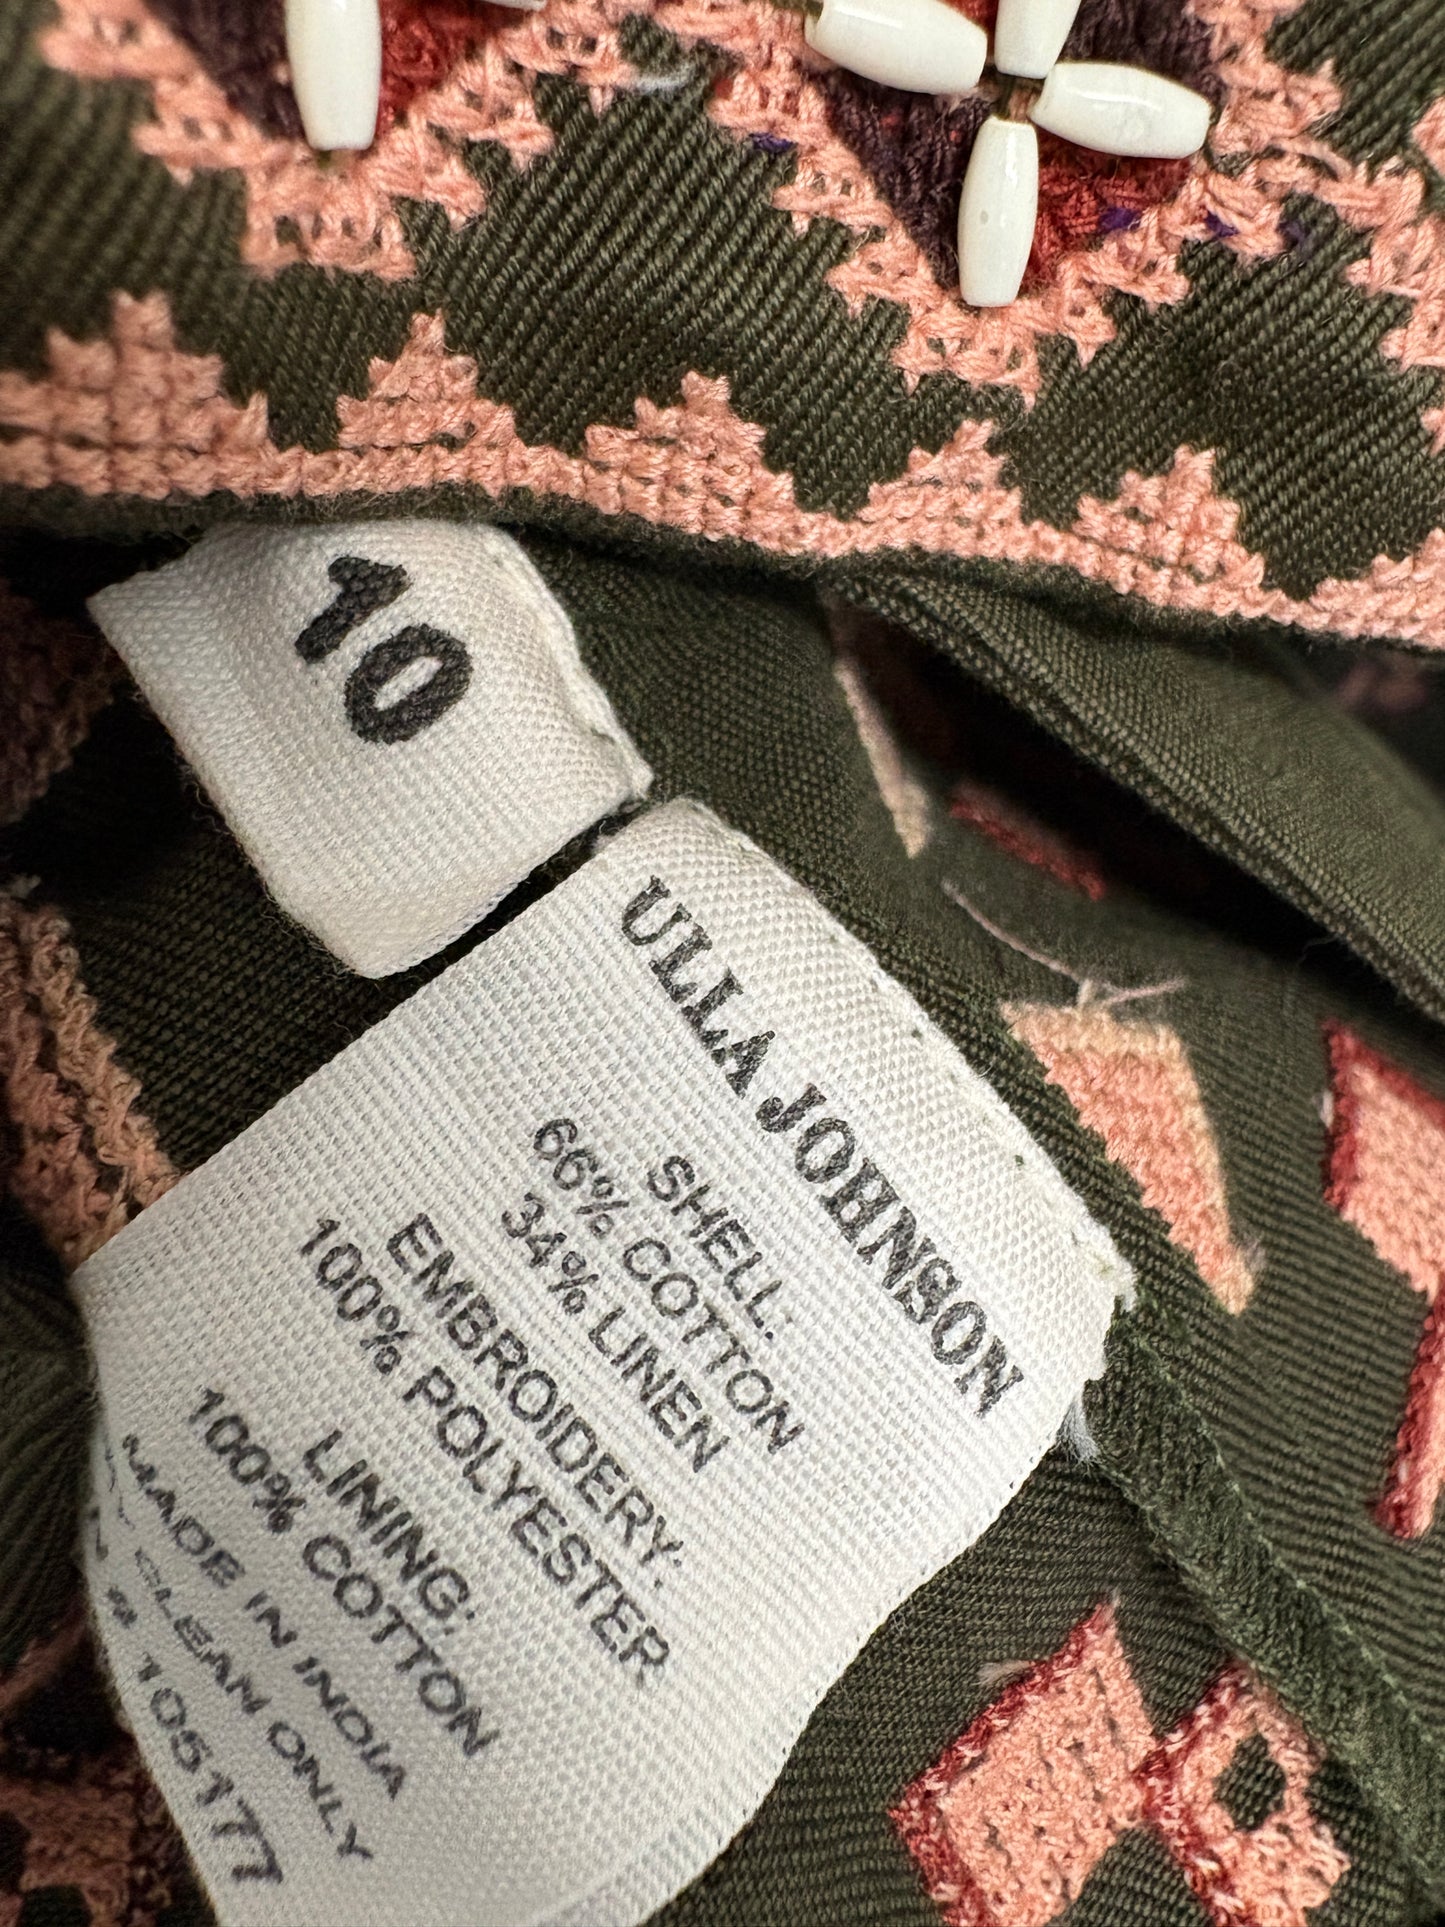 10
ULLA JOHNSON
SHELL:
66% COTTON
34% LINEN
EMBROIDERY:
100% POLYESTER
LINING:
100% COTTON
MADE IN INDIA
CLEAN ONLY
105177